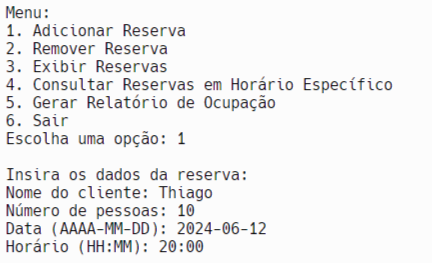 Menu:
1. Adicionar Reserva
2. Remover Reserva
3. Exibir Reservas
4. Consultar Reservas em Horário Específico
5. Gerar Relatório de Ocupação
6. Sair
Escolha uma opção: 1

Insira os dados da reserva:
Nome do cliente: Thiago
Número de pessoas: 10
Data (AAAA-MM-DD): 2024-06-12
Horário (HH:MM): 20:00